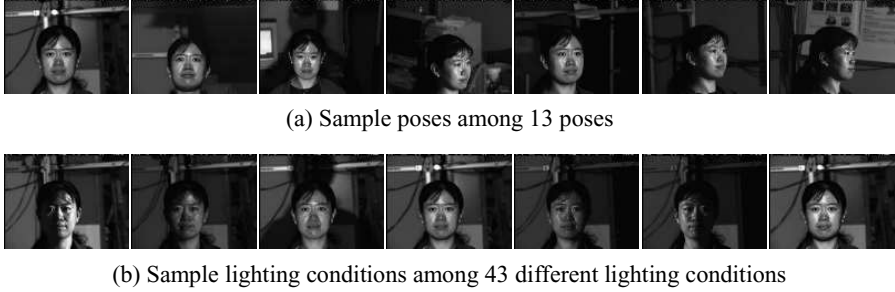 (a) Sample poses among 13 poses
(b) Sample lighting conditions among 43 different lighting conditions